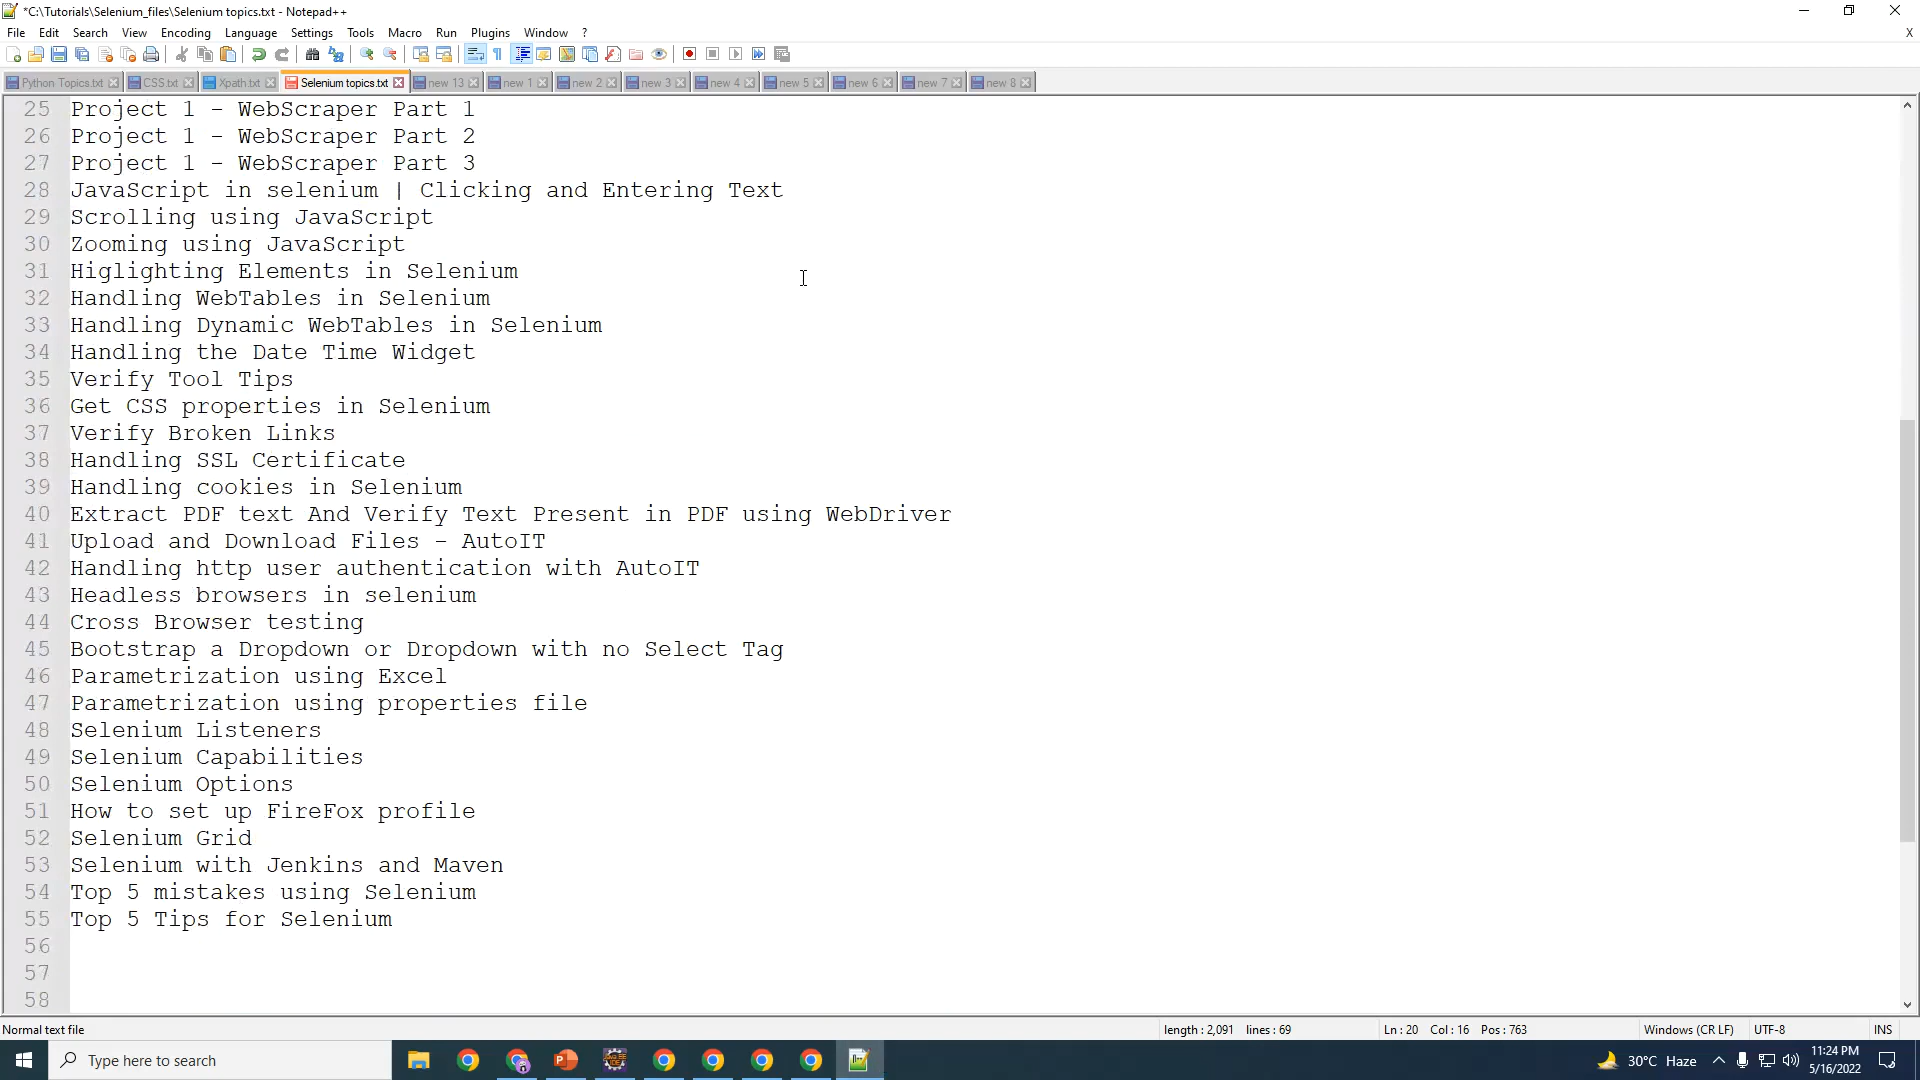 *C:\Tutorials\Selenium_files\Selenium topics.txt - Notepad++
File Edit Search View Encoding Language Settings Tools Macro Run Plugins Window ? X
Python Topics.txt CSS.txt Xpath.txt Selenium topics.txt new 13 new 1 new 2 new 3 new 4 new 5 new 6 new 7 new 8
25 Project 1 - WebScraper Part 1
26 Project 1 - WebScraper Part 2
27 Project 1 - WebScraper Part 3
28 JavaScript in selenium | Clicking and Entering Text
29 Scrolling using JavaScript
30 Zooming using JavaScript
31 Higlighting Elements in Selenium
32 Handling WebTables in Selenium
33 Handling Dynamic WebTables in Selenium
34 Handling the Date Time Widget
35 Verify Tool Tips
36 Get CSS properties in Selenium
37 Verify Broken Links
38 Handling SSL Certificate
39 Handling cookies in Selenium
40 Extract PDF text And Verify Text Present in PDF using WebDriver
41 Upload and Download Files - AutoIT
42 Handling http user authentication with AutoIT
43 Headless browsers in selenium
44 Cross Browser testing
45 Bootstrap a Dropdown or Dropdown with no Select Tag
46 Parametrization using Excel
47 Parametrization using properties file
48 Selenium Listeners
49 Selenium Capabilities
50 Selenium Options
51 How to set up FireFox profile
52 Selenium Grid
53 Selenium with Jenkins and Maven
54 Top 5 mistakes using Selenium
55 Top 5 Tips for Selenium
56
57
58
Normal text file length : 2,091 lines : 69 Ln : 20 Col : 16 Pos : 763 Windows (CR LF) UTF-8 INS
Type here to search 30°C Haze 11:24 PM
5/16/2022